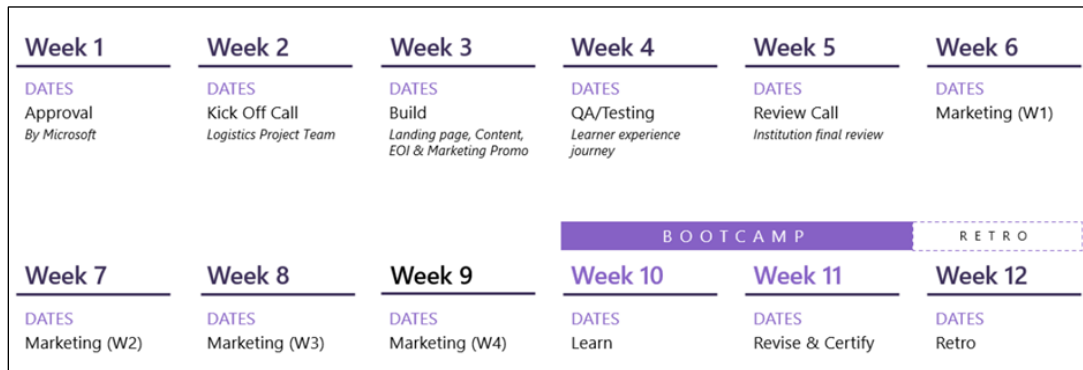 Week 1
DATES
Approval
By Microsoft
Week 2
DATES
Kick Off Call
Logistics Project Team
Week 3
DATES
Build
Landing page, Content,
EOI & Marketing Promo
Week 4
DATES
QA/Testing
Learner experience
journey
Week 5
DATES
Review Call
Institution final review
Week 6
DATES
Marketing (W1)
BOOTCAMP
RETRO
Week 7
DATES
Marketing (W2)
Week 8
DATES
Marketing (W3)
Week 9
DATES
Marketing (W4)
Week 10
DATES
Learn
Week 11
DATES
Revise & Certify
Week 12
DATES
Retro